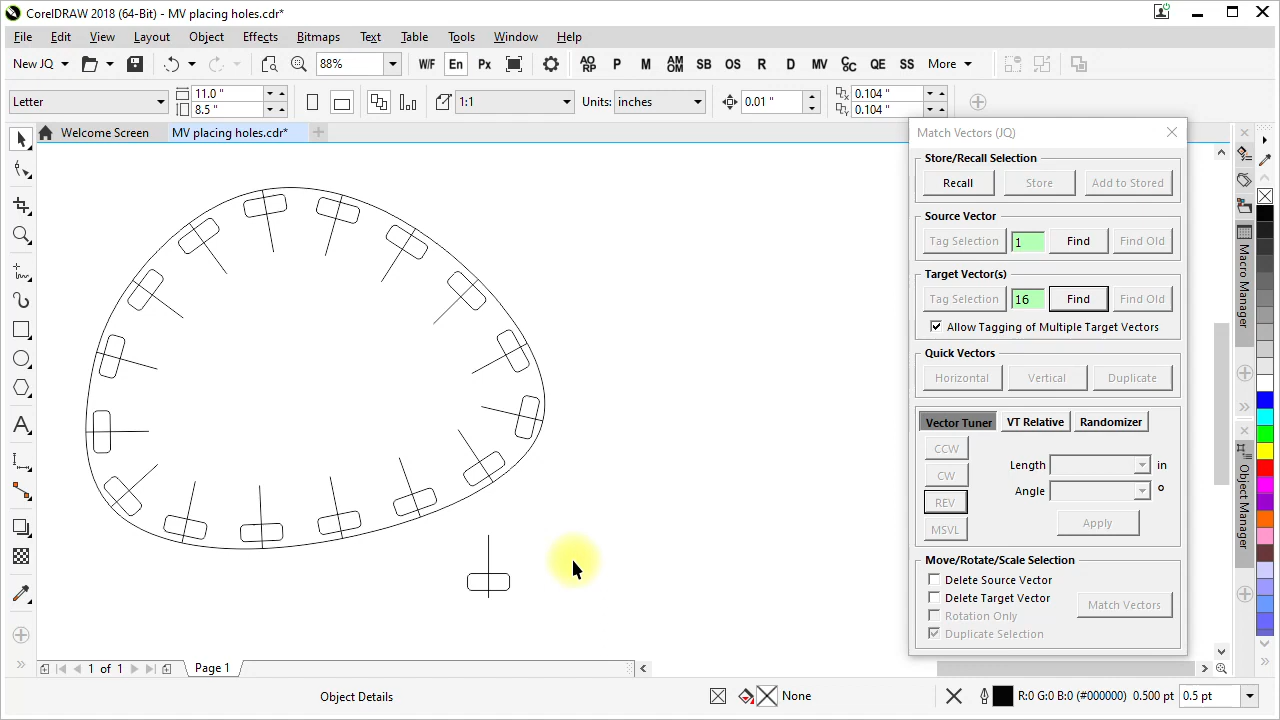 CorelDRAW 2018 (64-Bit) - MV placing holes.cdr*
File Edit View Layout Object Effects Bitmaps Text Table Tools Window Help
New JQ 88% W/F En Px AO RP P M AM OM SB OS R D MV QE SS More
Letter 11.0 " 8.5 " 1:1 Units: inches 0.01 " 0.104 " 0.104 "
Welcome Screen MV placing holes.cdr*
Match Vectors (JQ)
Store/Recall Selection
Recall Store Add to Stored
Source Vector
Tag Selection 1 Find Find Old
Target Vector(s)
Tag Selection 16 Find Find Old
Allow Tagging of Multiple Target Vectors
Quick Vectors
Horizontal Vertical Duplicate
Vector Tuner VT Relative Randomizer
CCW
Length in
CW
Angle °
REV
Apply
MSVL
Move/Rotate/Scale Selection
Delete Source Vector
Delete Target Vector
Match Vectors
Rotation Only
Duplicate Selection
Macro Manager
Object Manager
1 of 1 Page 1
Object Details None R:0 G:0 B:0 (#000000) 0.500 pt 0.5 pt